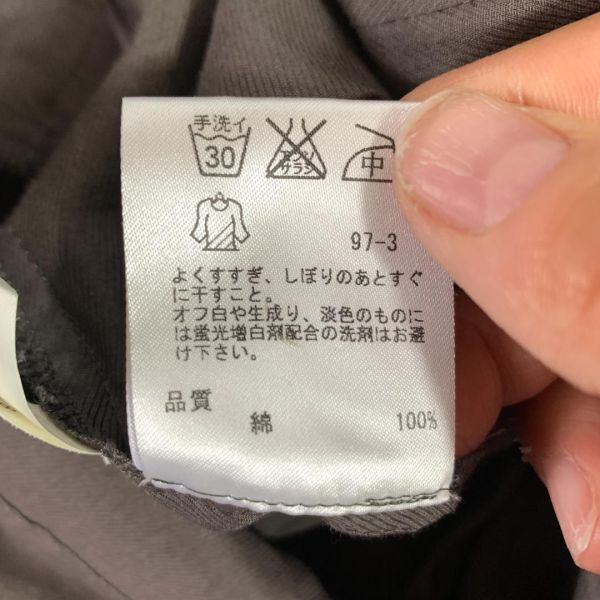 手洗イ
30
エンソ
サラシ
中
97-3
よくすすぎ、しぼりのあとすぐ
に干すこと。
オフ白や生成り、淡色のものに
は蛍光増白剤配合の洗剤はお避
け下さい。
品質
綿 100%